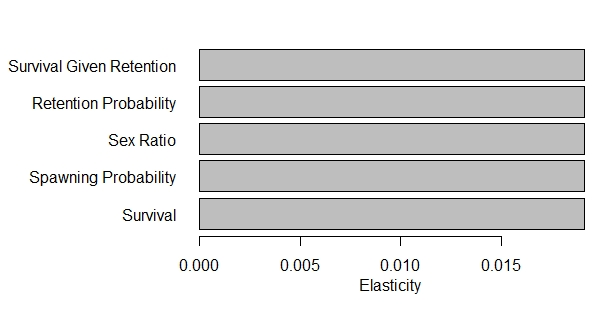 Survival Given Retention
Retention Probability
Sex Ratio
Spawning Probability
Survival
0.000 0.005 0.010 0.015
Elasticity